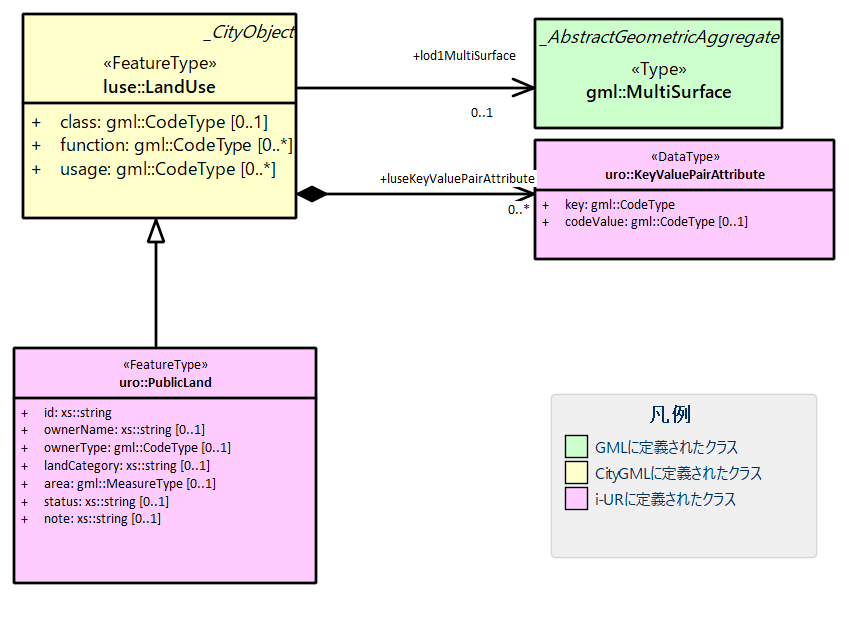 _CityObject
«FeatureType»
luse::LandUse
+ class: gml::CodeType [0..1]
+ function: gml::CodeType [0..*]
+ usage: gml::CodeType [0..*]
+lod1MultiSurface
0..1
_AbstractGeometricAggregate
«Type»
gml::MultiSurface
+luseKeyValuePairAttribute
0..*
«DataType»
uro::KeyValuePairAttribute
+ key: gml::CodeType
+ codeValue: gml::CodeType [0..1]
«FeatureType»
uro::PublicLand
+ id: xs::string
+ ownerName: xs::string [0..1]
+ ownerType: gml::CodeType [0..1]
+ landCategory: xs::string [0..1]
+ area: gml::MeasureType [0..1]
+ status: xs::string [0..1]
+ note: xs::string [0..1]
凡例
GMLに定義されたクラス
CityGMLに定義されたクラス
i-URに定義されたクラス